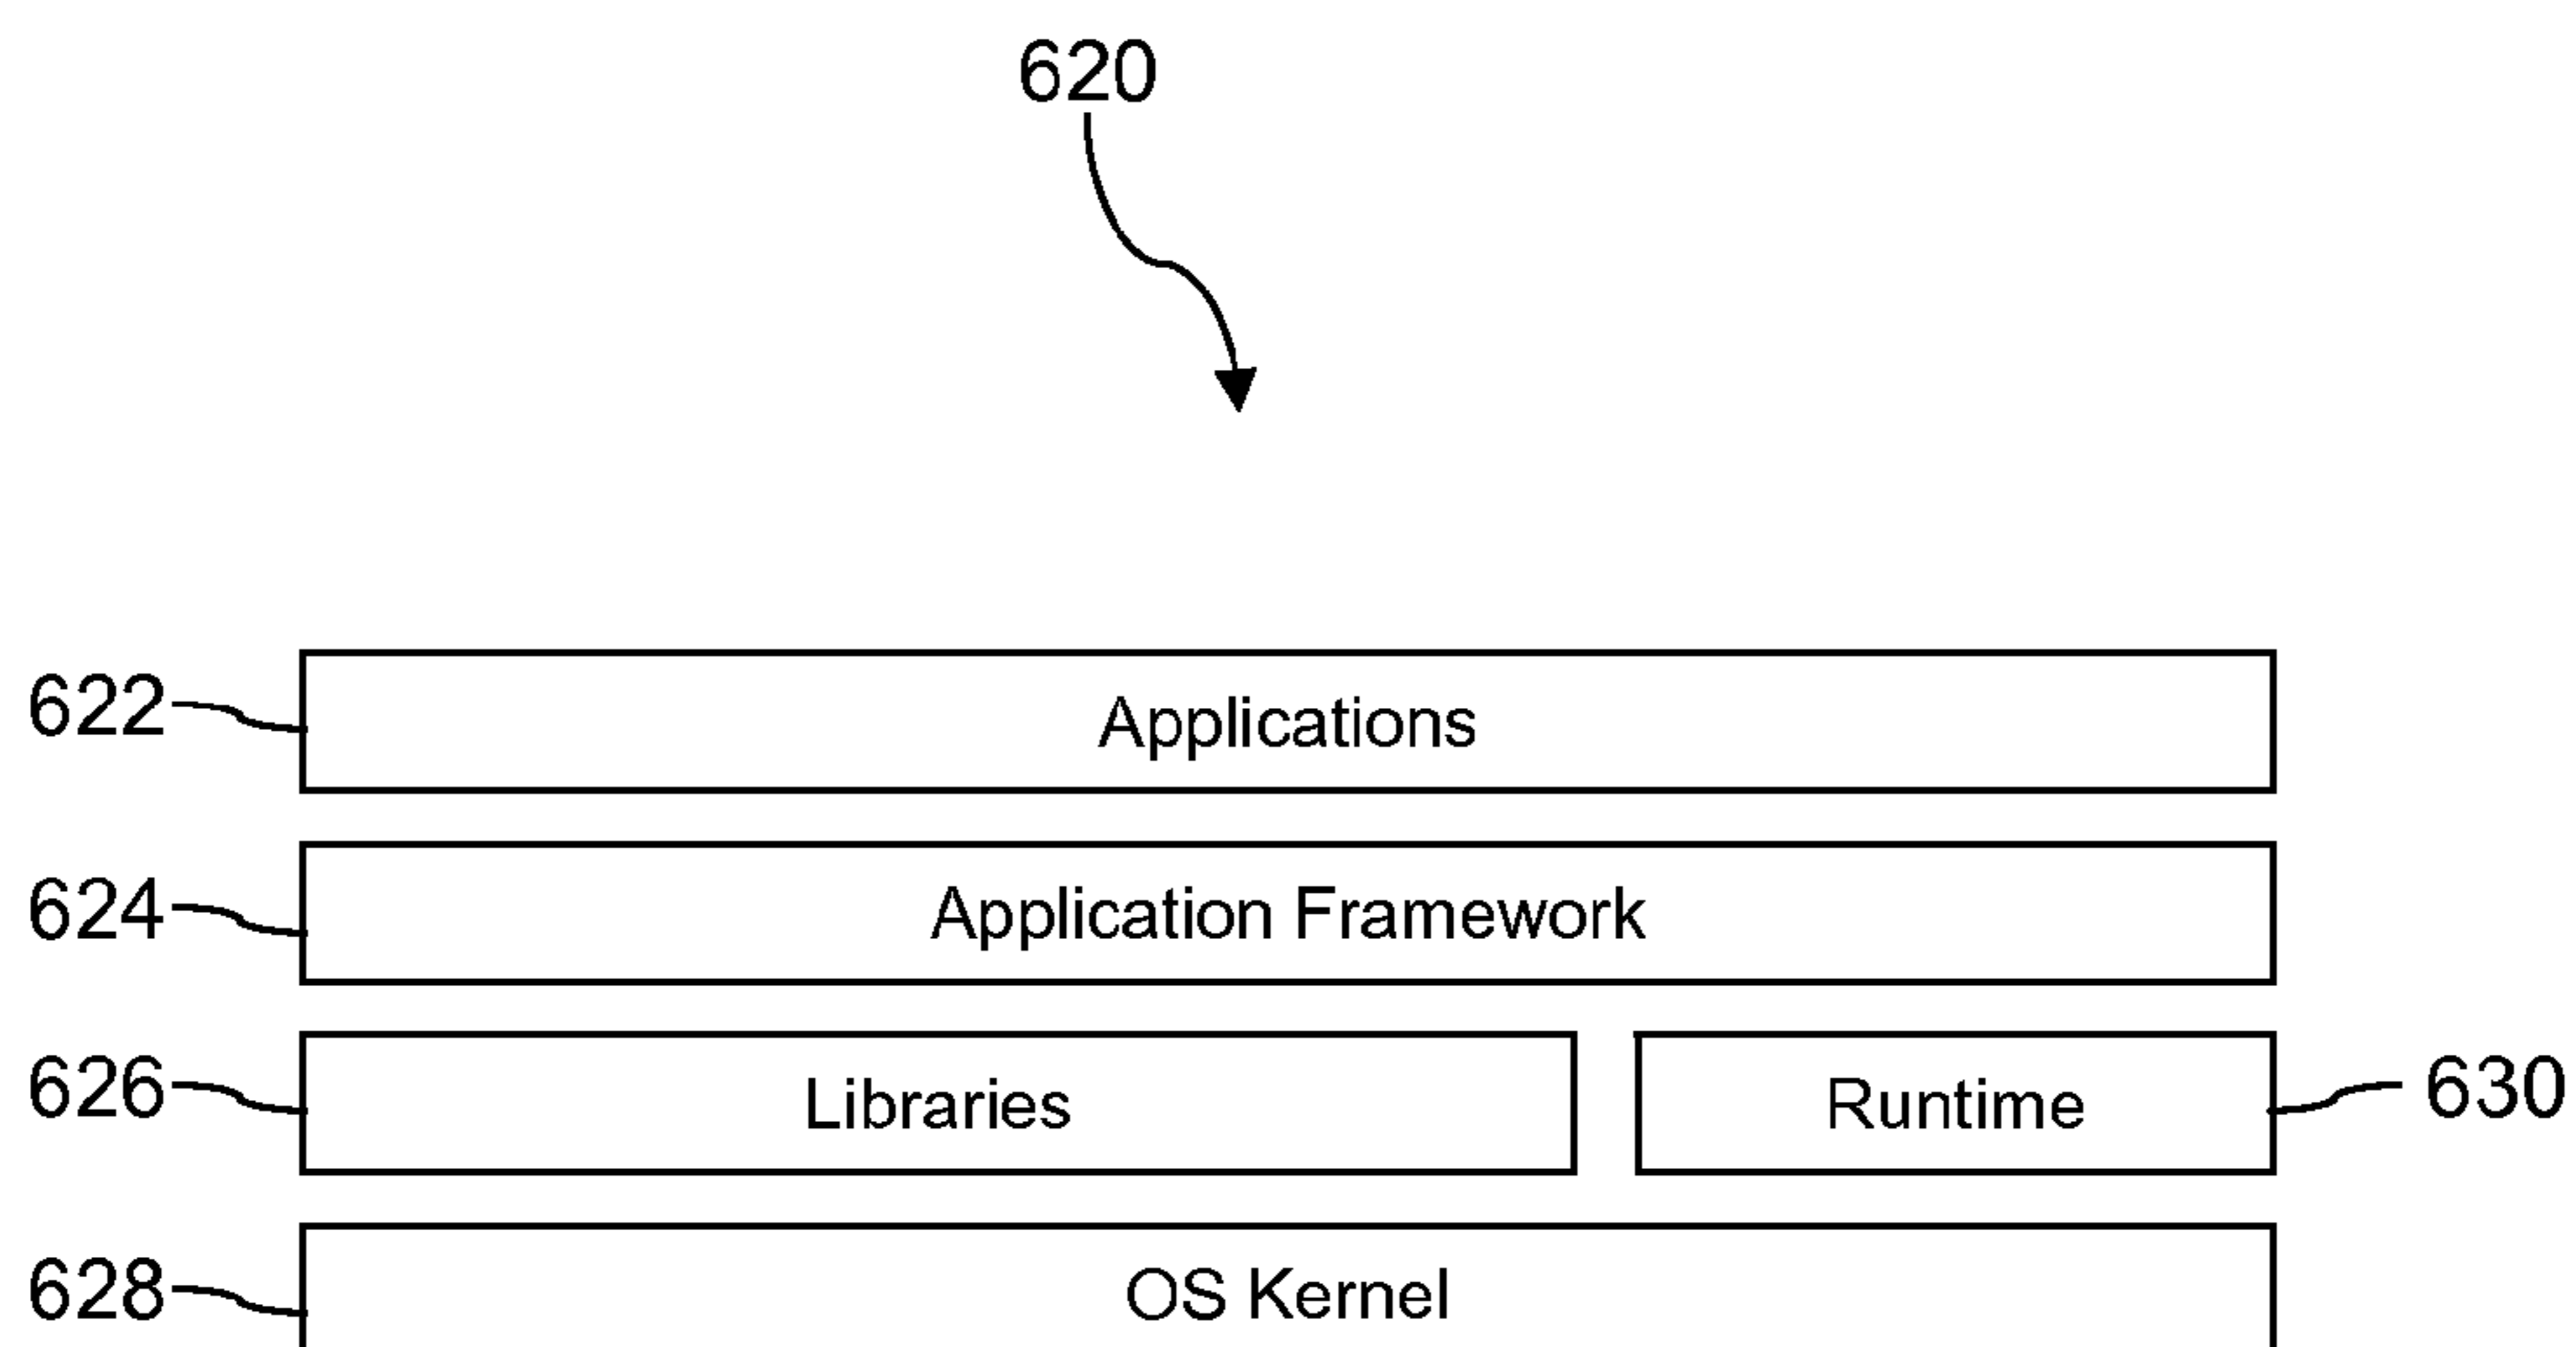 620
622 Applications
624 Application Framework
626 Libraries Runtime 630
628 OS Kernel